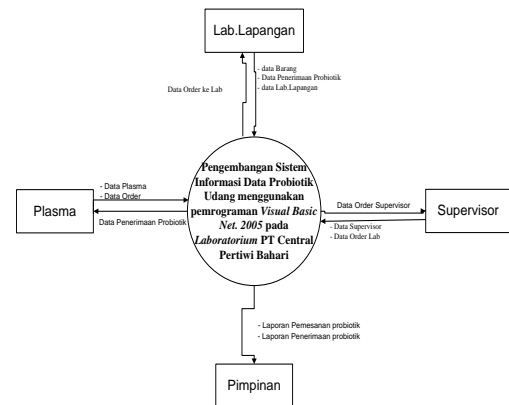 Lab.Lapangan
Data Order ke Lab
- data Barang
- Data Penerimaan Probiotik
- data Lab.Lapangan
Pengembangan Sistem
Informasi Data Probiotik
Udang menggunakan
pemrograman Visual Basic
Net. 2005 pada
Laboratorium PT Central
Pertiwi Bahari
Plasma
- Data Plasma
- Data Order
Data Penerimaan Probiotik
Data Order Supervisor
- Data Supervisor
- Data Order Lab
Supervisor
- Laporan Pemesanan probiotik
- Laporan Penerimaan probiotik
Pimpinan